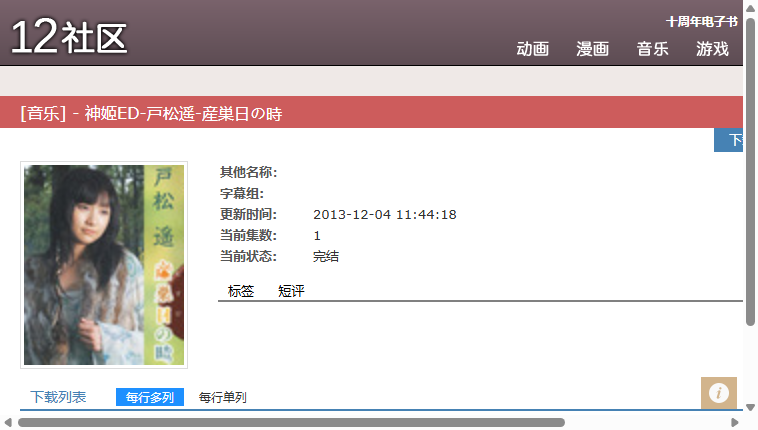 12社区
十周年电子书
动画 漫画 音乐 游戏
[音乐] - 神姬ED-戸松遥-産巣日の時
下
其他名称:
字幕组:
更新时间: 2013-12-04 11:44:18
当前集数: 1
当前状态: 完结
标签 短评
戸松 遥
産巣日の時
下载列表 每行多列 每行单列